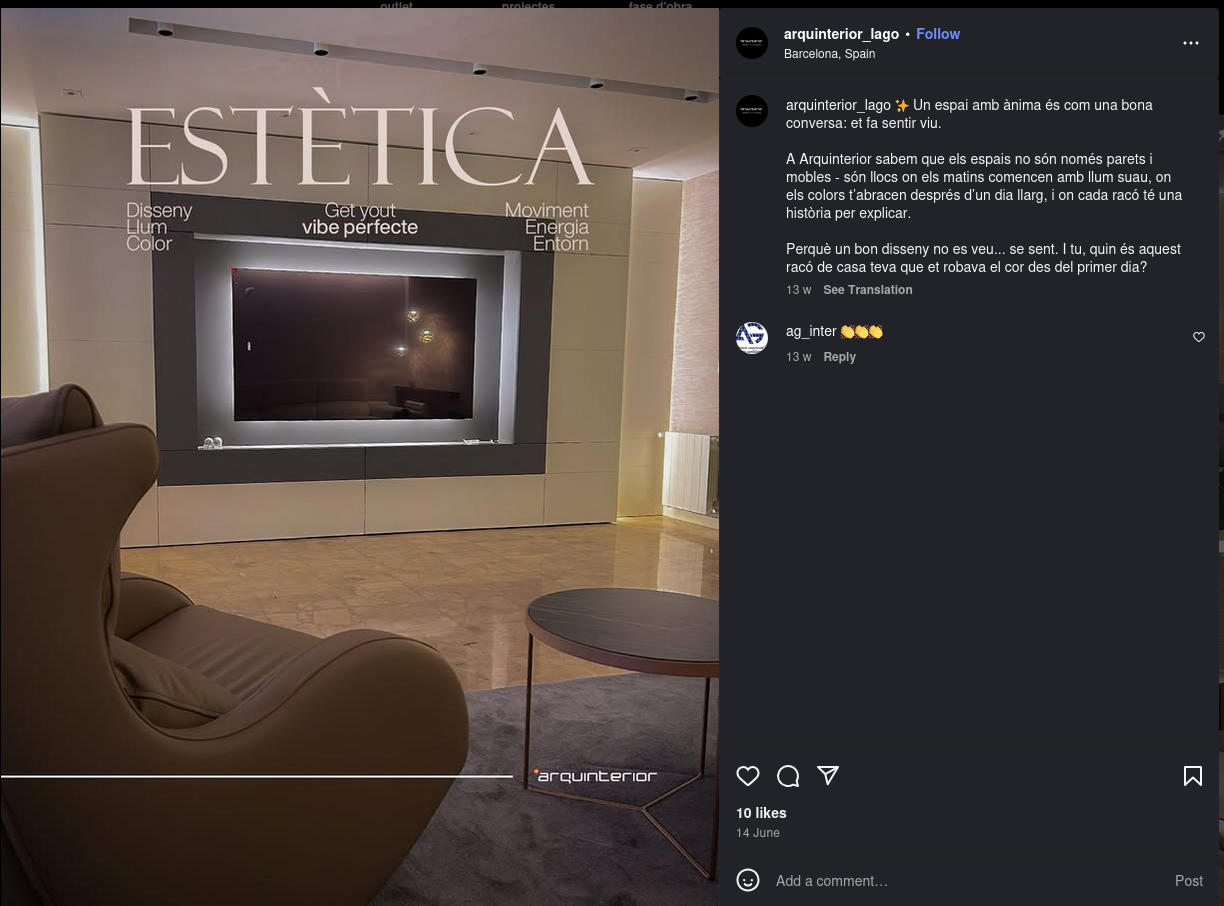 outlet projectes fase d'obra
ESTÈTICA
Disseny
Llum
Color
Get yout
vibe perfecte
Moviment
Energia
Entorn
arquinterior
arquinterior_lago • Follow
Barcelona, Spain
arquinterior_lago ✨ Un espai amb ànima és com una bona
conversa: et fa sentir viu.
A Arquinterior sabem que els espais no són només parets i
mobles - són llocs on els matins comencen amb llum suau, on
els colors t’abracen després d’un dia llarg, i on cada racó té una
història per explicar.
Perquè un bon disseny no es veu... se sent. I tu, quin és aquest
racó de casa teva que et robava el cor des del primer dia?
13 w See Translation
ag_inter 👏👏👏
13 w Reply
10 likes
14 June
Add a comment…
Post